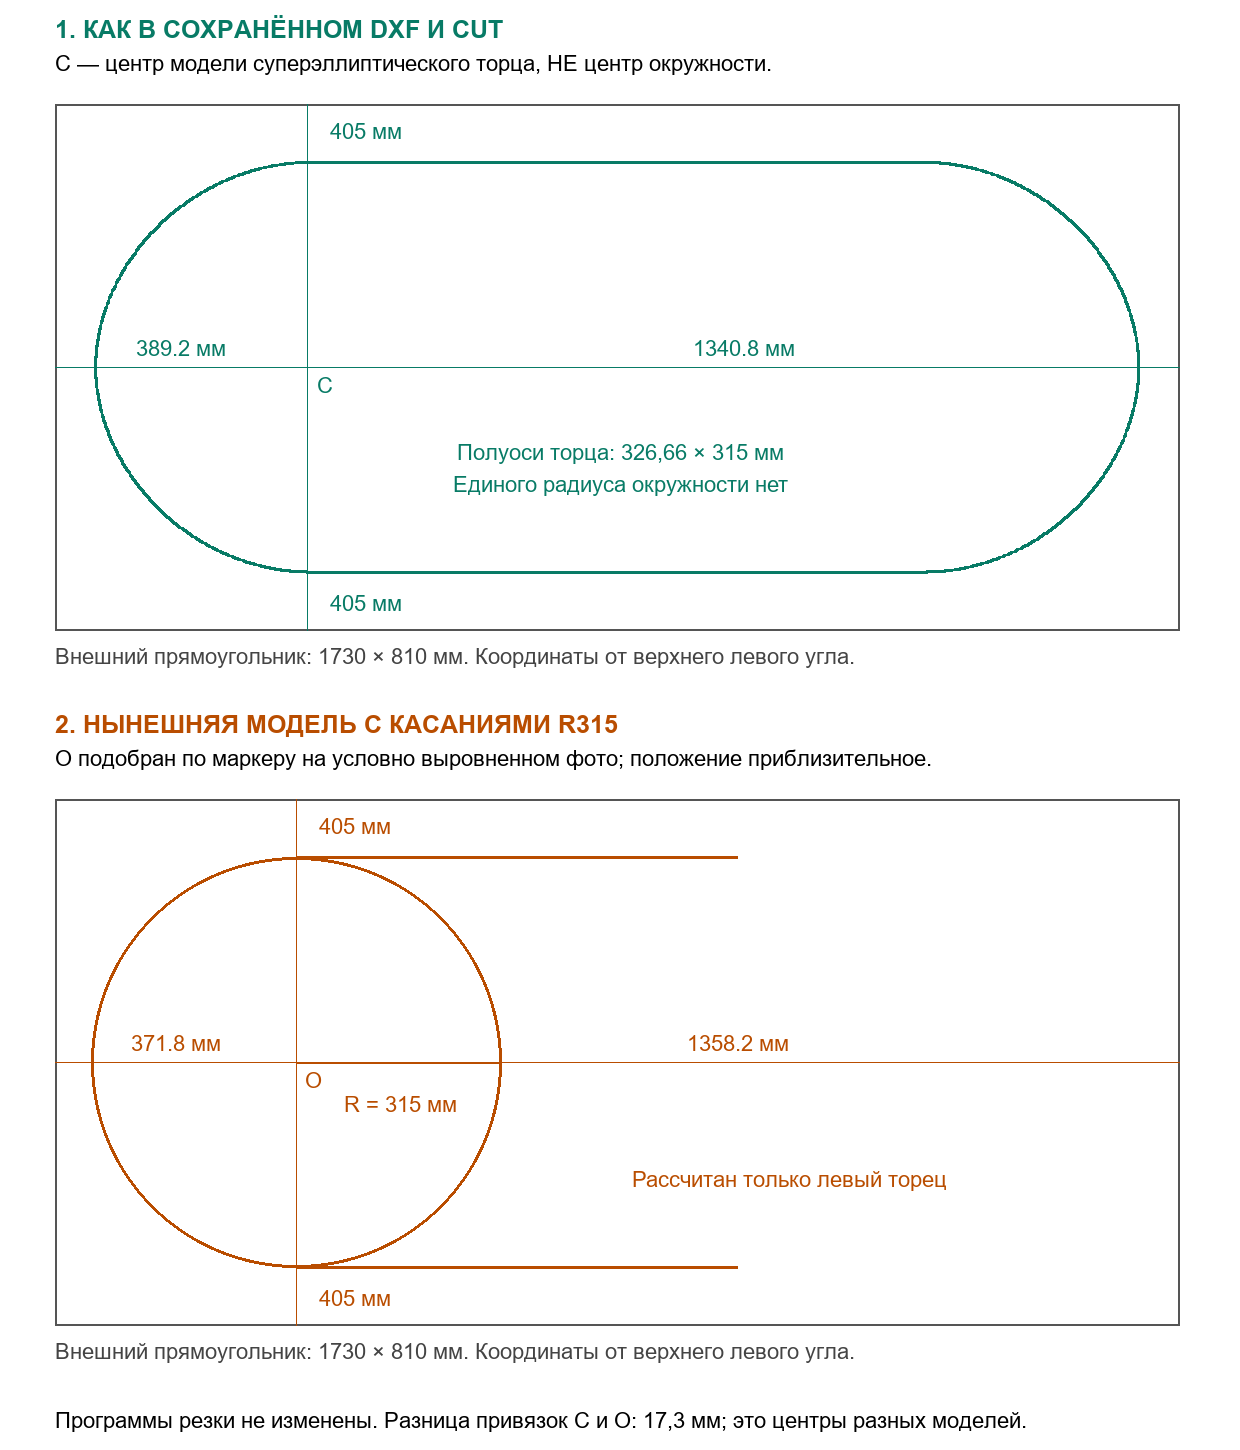 1. КАК В СОХРАНЁННОМ DXF И CUT
C — центр модели суперэллиптического торца, НЕ центр окружности.
405 мм
389.2 мм
1340.8 мм
C
Полуоси торца: 326,66 × 315 мм
Единого радиуса окружности нет
405 мм
Внешний прямоугольник: 1730 × 810 мм. Координаты от верхнего левого угла.
2. НЫНЕШНЯЯ МОДЕЛЬ С КАСАНИЯМИ R315
O подобран по маркеру на условно выровненном фото; положение приблизительное.
405 мм
371.8 мм
1358.2 мм
O
R = 315 мм
Рассчитан только левый торец
405 мм
Внешний прямоугольник: 1730 × 810 мм. Координаты от верхнего левого угла.
Программы резки не изменены. Разница привязок C и O: 17,3 мм; это центры разных моделей.